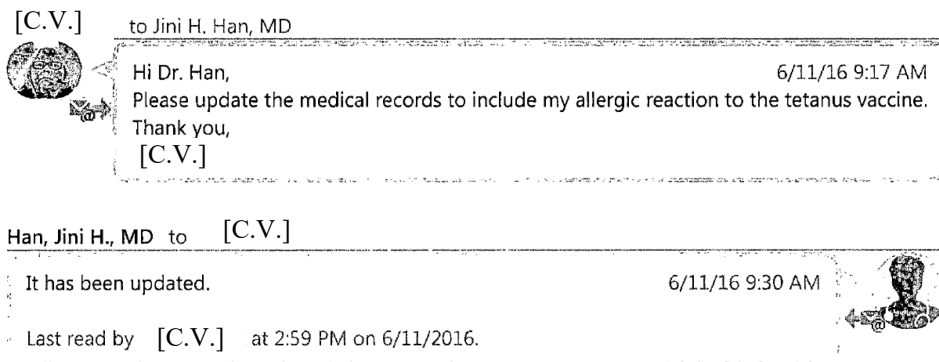 [C.V.] to Jini H. Han, MD
Hi Dr. Han, 6/11/16 9:17 AM
Please update the medical records to include my allergic reaction to the tetanus vaccine.
Thank you,
[C.V.]
Han, Jini H., MD to [C.V.]
It has been updated. 6/11/16 9:30 AM
Last read by [C.V.] at 2:59 PM on 6/11/2016.